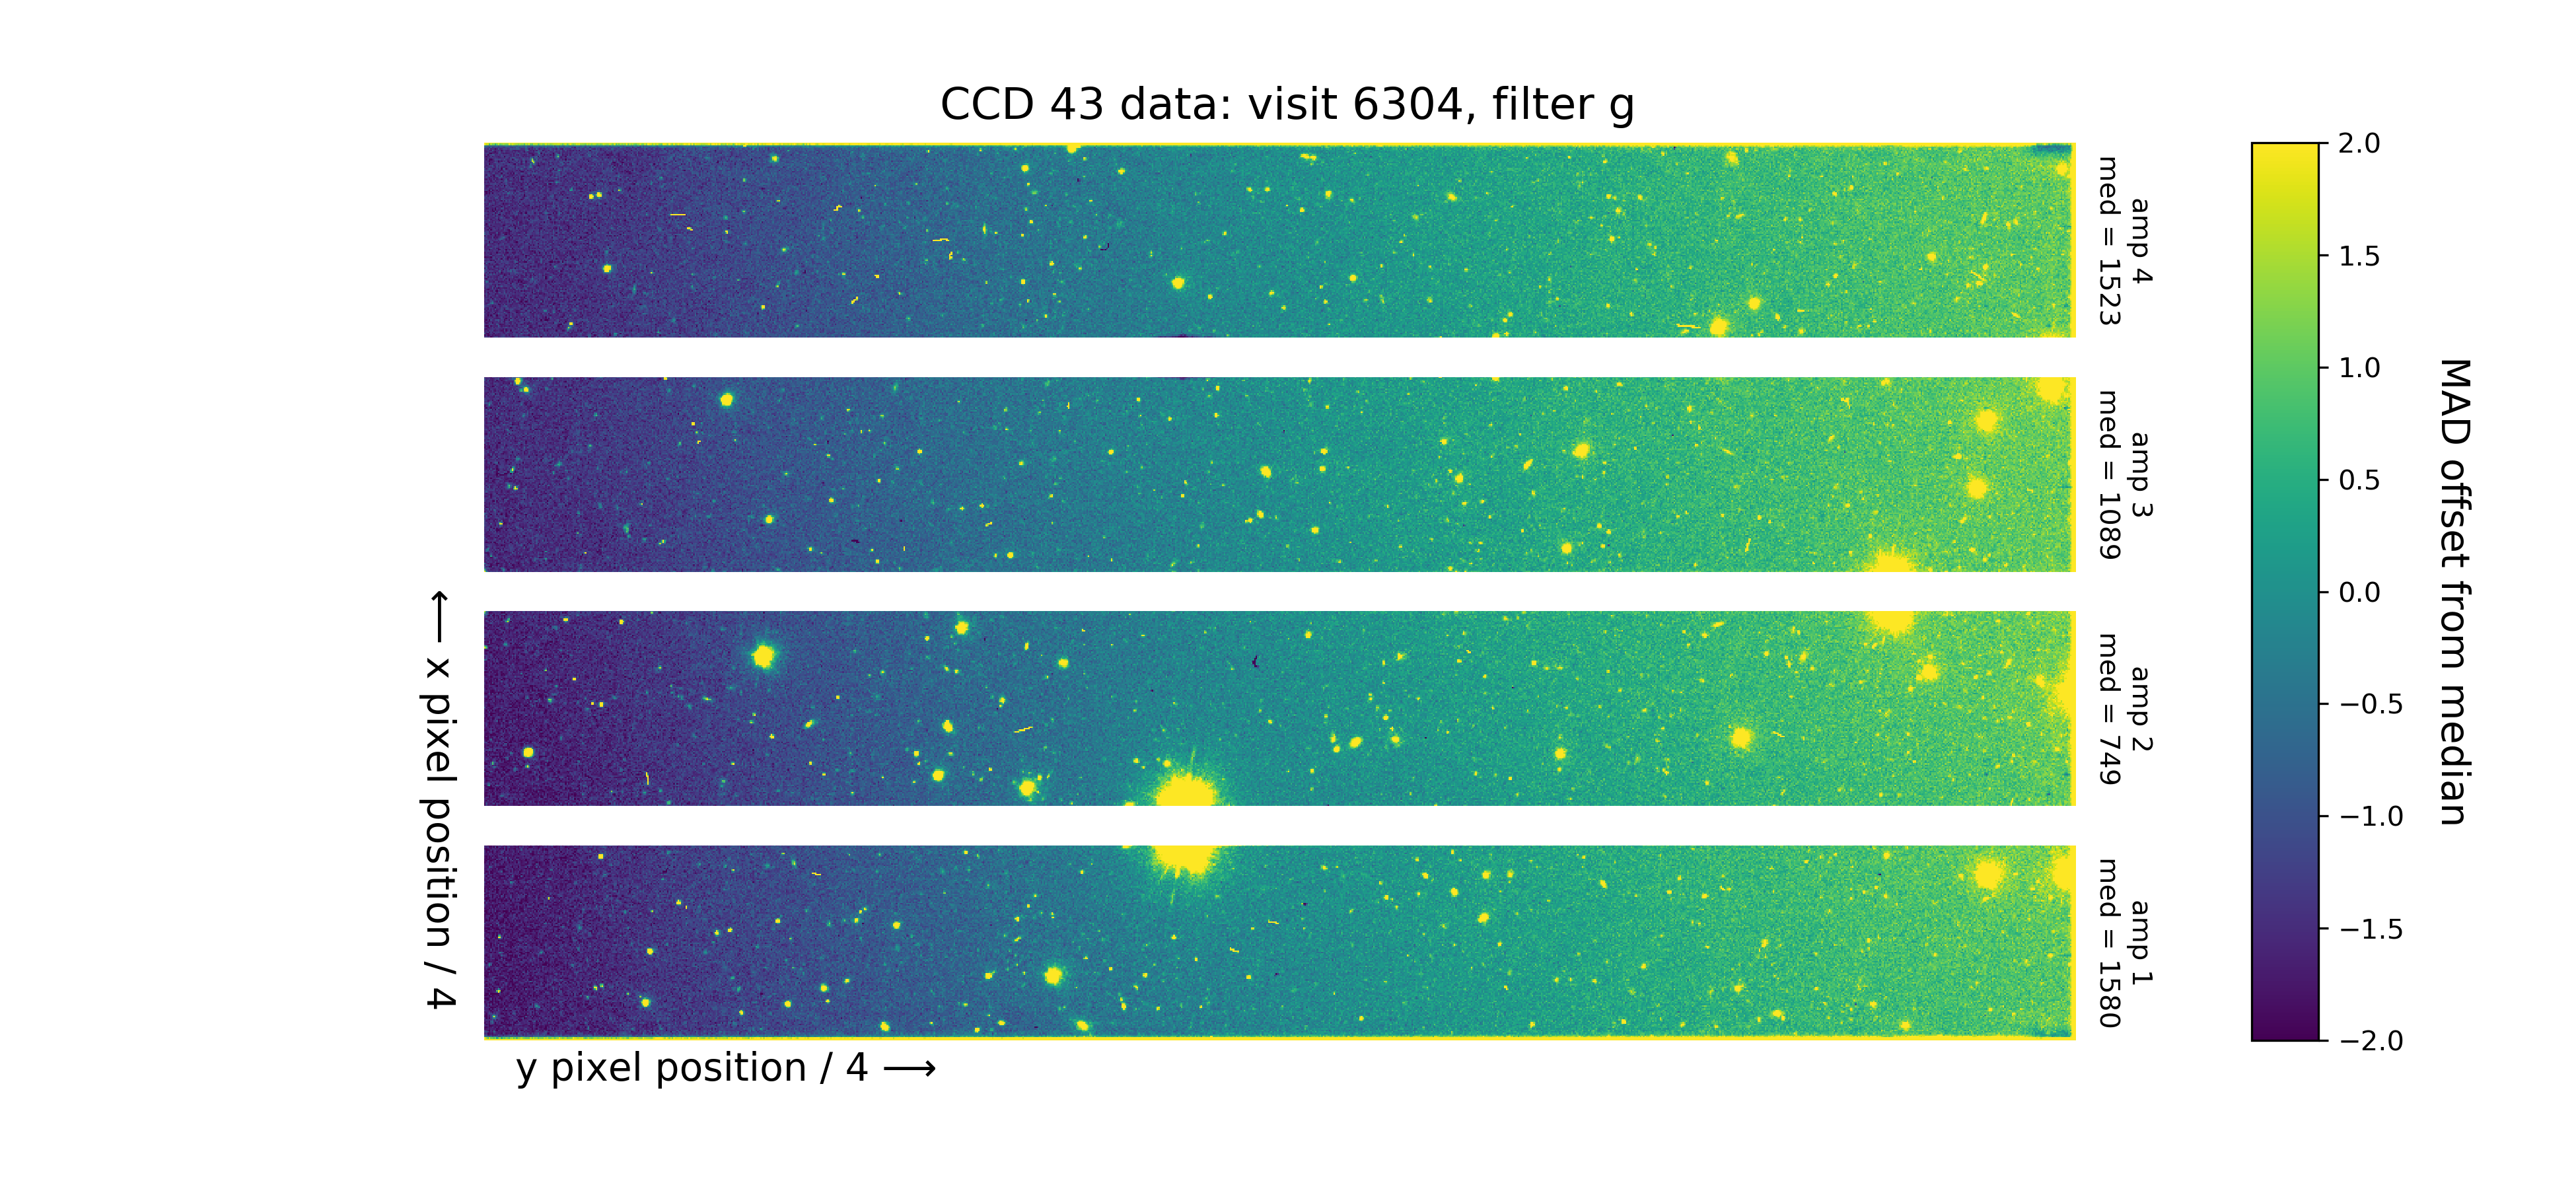 CCD 43 data: visit 6304, filter g
amp 4
med = 1523
amp 3
med = 1089
amp 2
med = 749
amp 1
med = 1580
⟵ x pixel position / 4
y pixel position / 4 ⟶
2.0
1.5
1.0
0.5
0.0
−0.5
−1.0
−1.5
−2.0
MAD offset from median